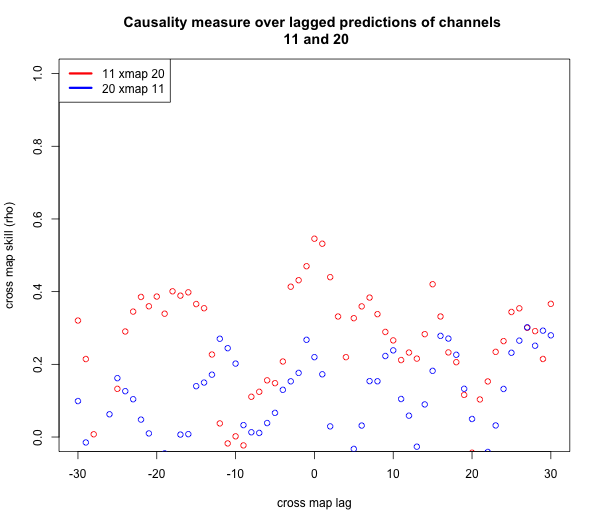 Causality measure over lagged predictions of channels
11 and 20
11 xmap 20
20 xmap 11
cross map skill (rho)
1.0
0.8
0.6
0.4
0.2
0.0
-30 -20 -10 0 10 20 30
cross map lag